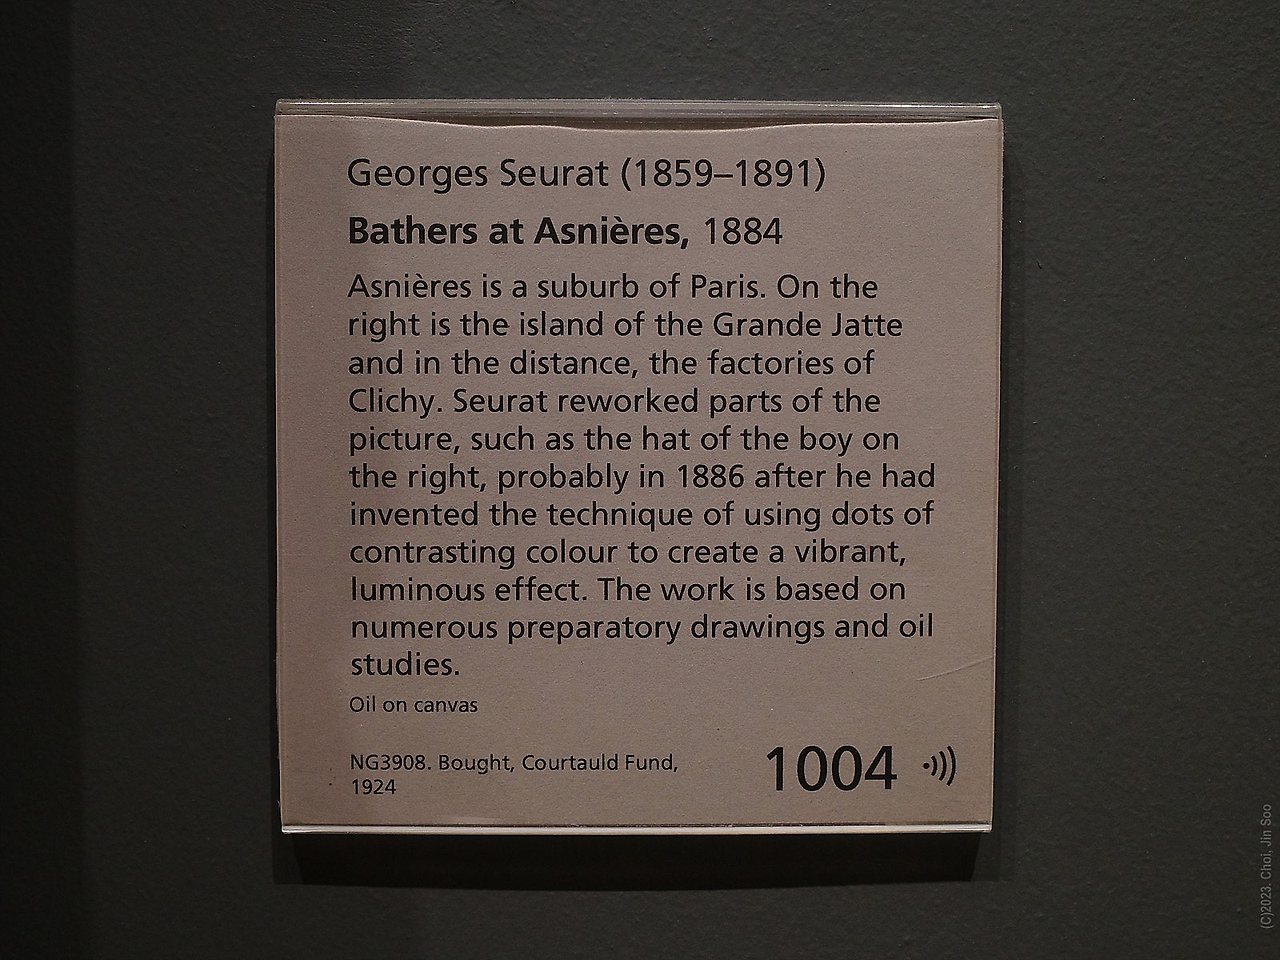 Georges Seurat (1859–1891)
Bathers at Asnières, 1884
Asnières is a suburb of Paris. On the
right is the island of the Grande Jatte
and in the distance, the factories of
Clichy. Seurat reworked parts of the
picture, such as the hat of the boy on
the right, probably in 1886 after he had
invented the technique of using dots of
contrasting colour to create a vibrant,
luminous effect. The work is based on
numerous preparatory drawings and oil
studies.
Oil on canvas
NG3908. Bought, Courtauld Fund,
1924
1004
(C)2023. Choi, Jin Soo